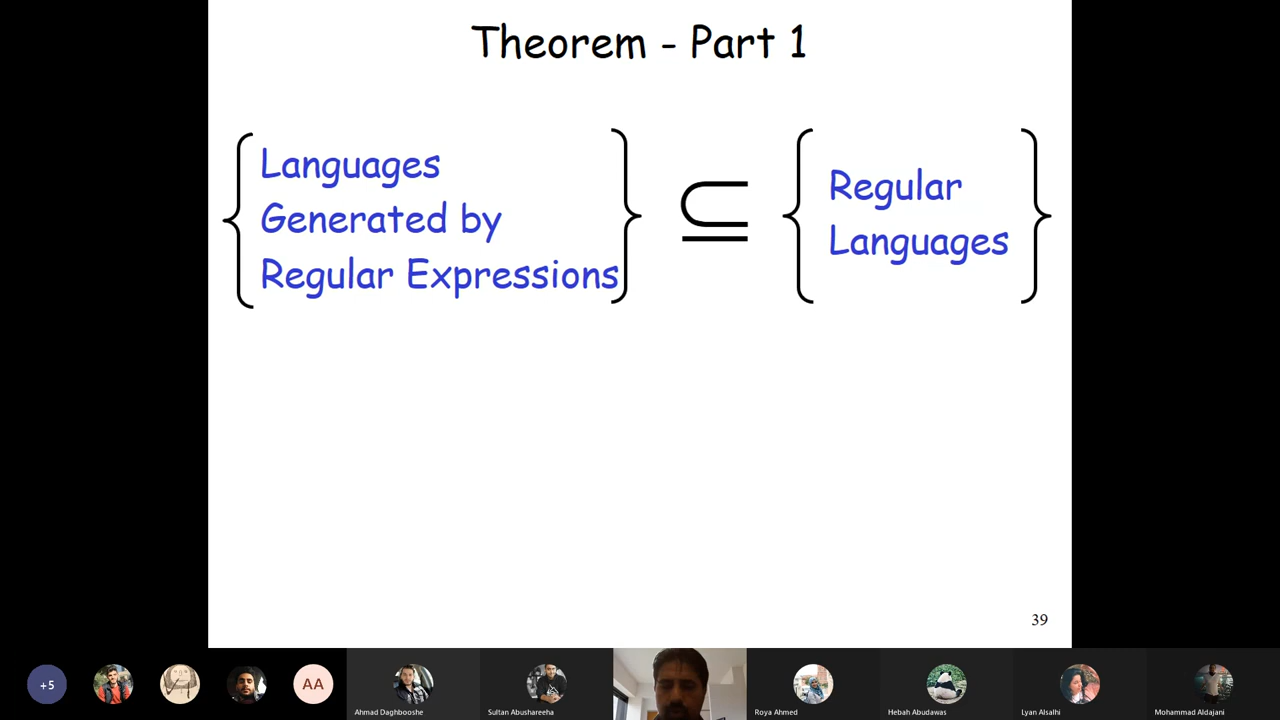 Theorem - Part 1
Languages
Generated by
Regular Expressions
⊆
Regular
Languages
39
+5
AA
Ahmad Daghbooshe
Sultan Abushareeha
Roya Ahmed
Hebah Abudawas
Lyan Alsalhi
Mohammad Aldajani